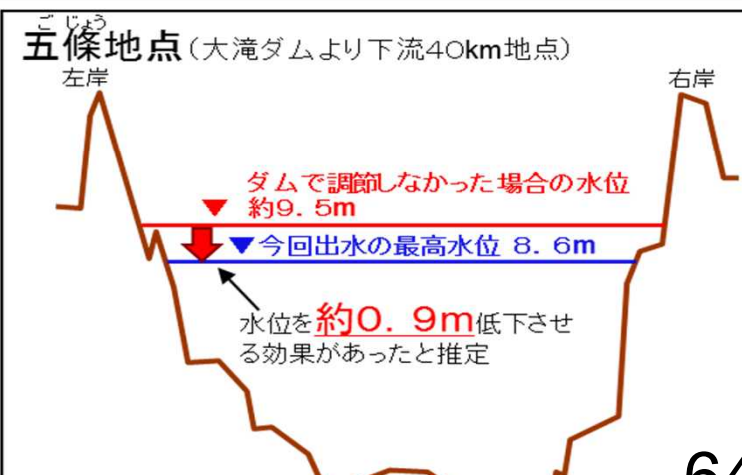 ごじょう
五條地点(大滝ダムより下流40km地点)
左岸
右岸
ダムで調節しなかった場合の水位
▼ 約9.5m
▼今回出水の最高水位 8.6m
水位を約0.9m低下させ
る効果があったと推定